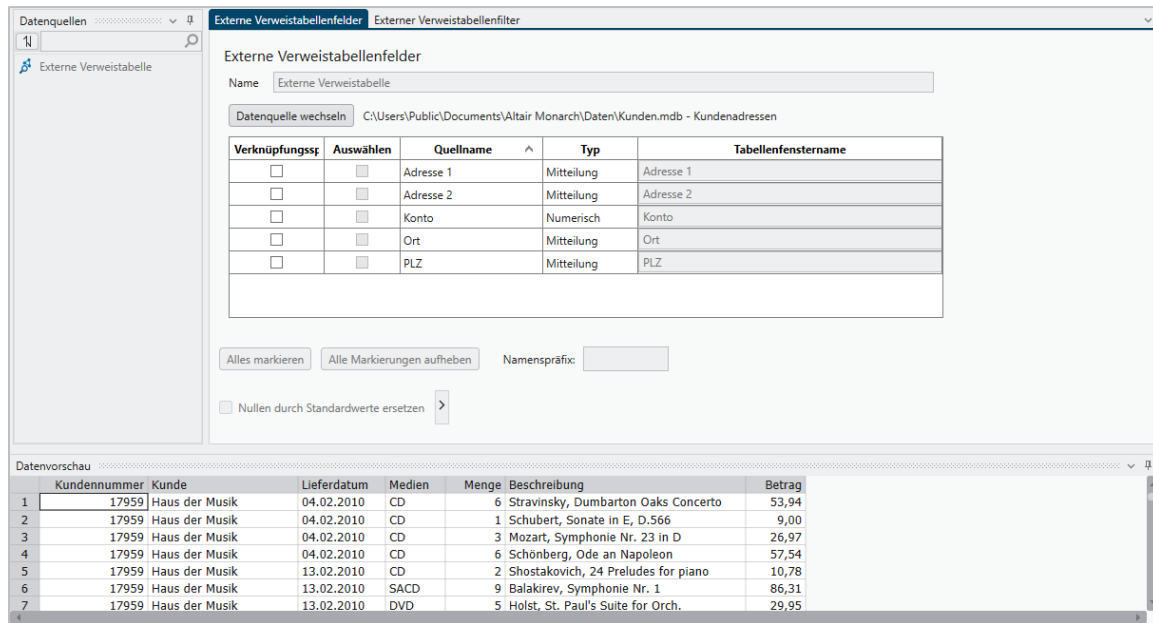 Datenquellen
Externe Verweistabelle
Externe Verweistabellenfelder Externer Verweistabellenfilter
Externe Verweistabellenfelder
Name Externe Verweistabelle
Datenquelle wechseln C:\Users\Public\Documents\Altair Monarch\Daten\Kunden.mdb - Kundenadressen
Verknüpfungssp Auswählen Quellname Typ Tabellenfenstername
Adresse 1 Mitteilung Adresse 1
Adresse 2 Mitteilung Adresse 2
Konto Numerisch Konto
Ort Mitteilung Ort
PLZ Mitteilung PLZ
Alles markieren Alle Markierungen aufheben Namenspräfix:
Nullen durch Standardwerte ersetzen >
Datenvorschau
Kundennummer Kunde Lieferdatum Medien Menge Beschreibung Betrag
1 17959 Haus der Musik 04.02.2010 CD 6 Stravinsky, Dumbarton Oaks Concerto 53,94
2 17959 Haus der Musik 04.02.2010 CD 1 Schubert, Sonate in E, D.566 9,00
3 17959 Haus der Musik 04.02.2010 CD 3 Mozart, Symphonie Nr. 23 in D 26,97
4 17959 Haus der Musik 04.02.2010 CD 6 Schönberg, Ode an Napoleon 57,54
5 17959 Haus der Musik 13.02.2010 CD 2 Shostakovich, 24 Preludes for piano 10,78
6 17959 Haus der Musik 13.02.2010 SACD 9 Balakirev, Symphonie Nr. 1 86,31
7 17959 Haus der Musik 13.02.2010 DVD 5 Holst, St. Paul's Suite for Orch. 29,95